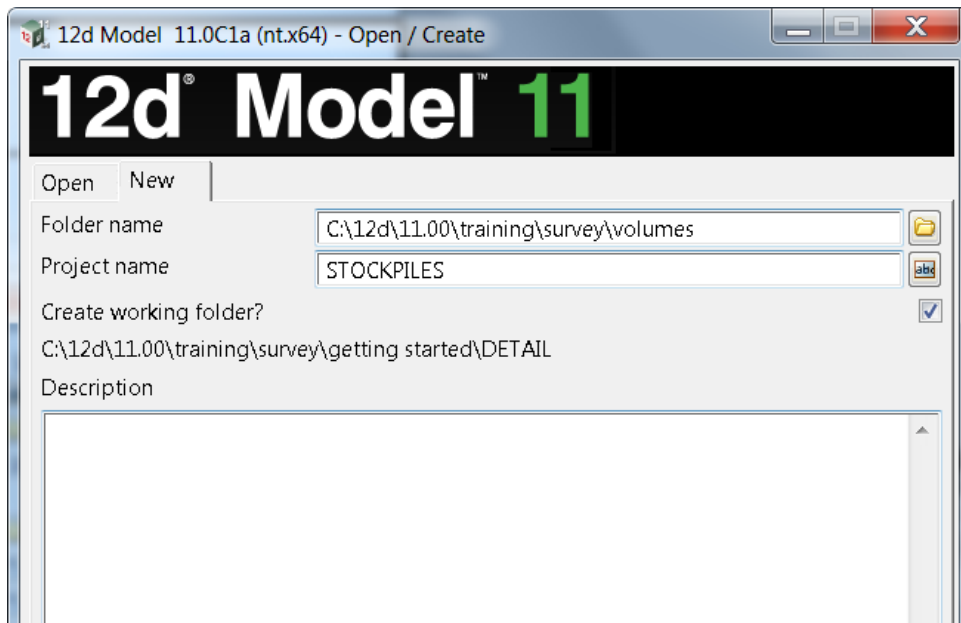 12d Model 11.0C1a (nt.x64) - Open / Create
12d® Model™ 11
Open New
Folder name C:\12d\11.00\training\survey\volumes
Project name STOCKPILES abc
Create working folder?
C:\12d\11.00\training\survey\getting started\DETAIL
Description